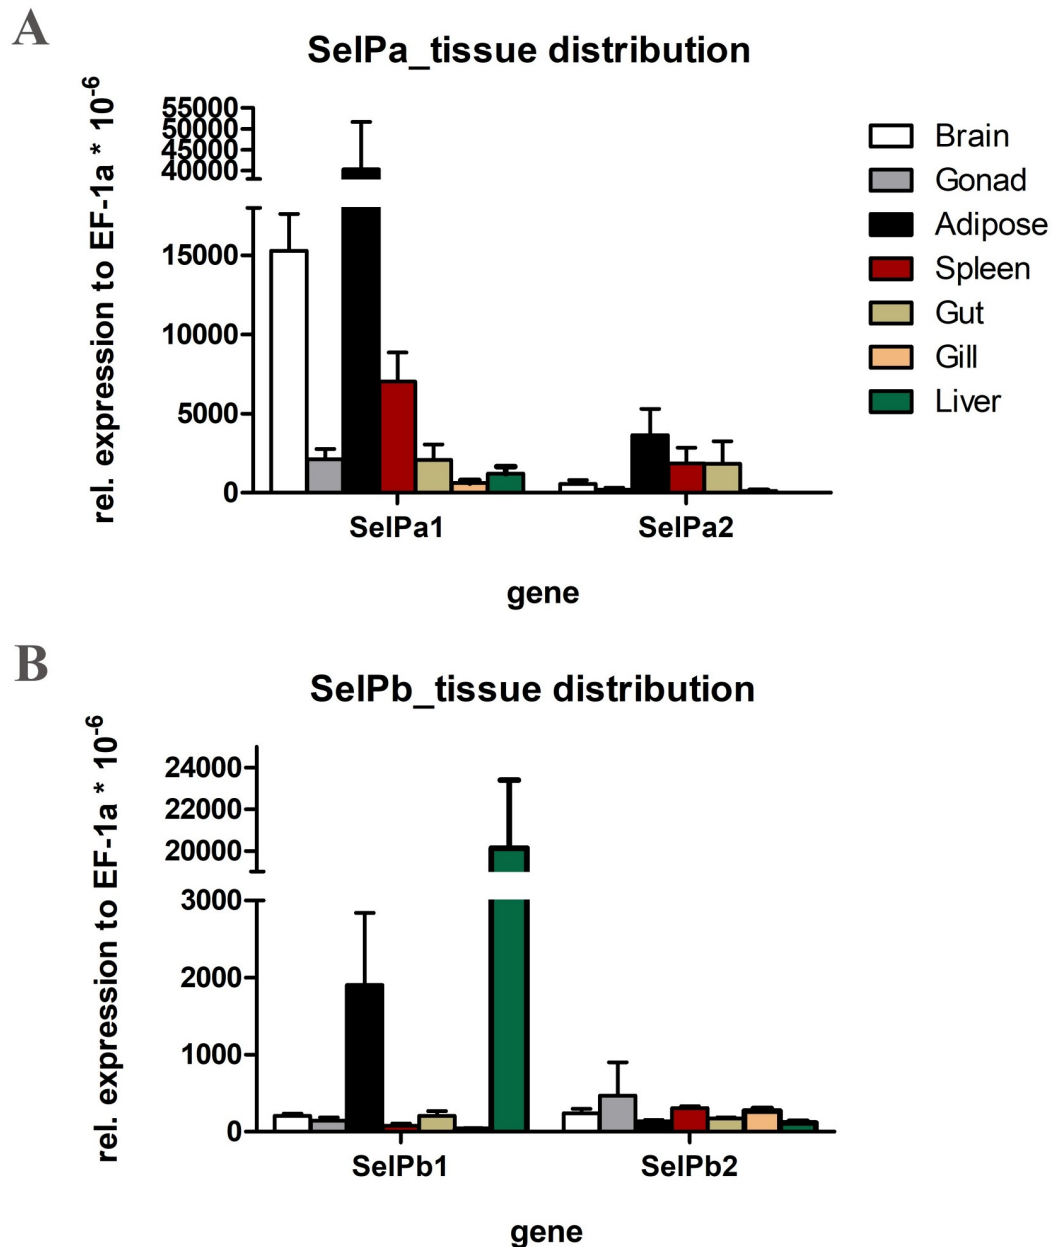 A
SelPa_tissue distribution
rel. expression to EF-1a * 10-6
55000
50000
45000
40000
15000
10000
5000
0
SelPa1
SelPa2
gene
Brain
Gonad
Adipose
Spleen
Gut
Gill
Liver
B
SelPb_tissue distribution
rel. expression to EF-1a * 10-6
24000
22000
20000
3000
2000
1000
0
SelPb1
SelPb2
gene